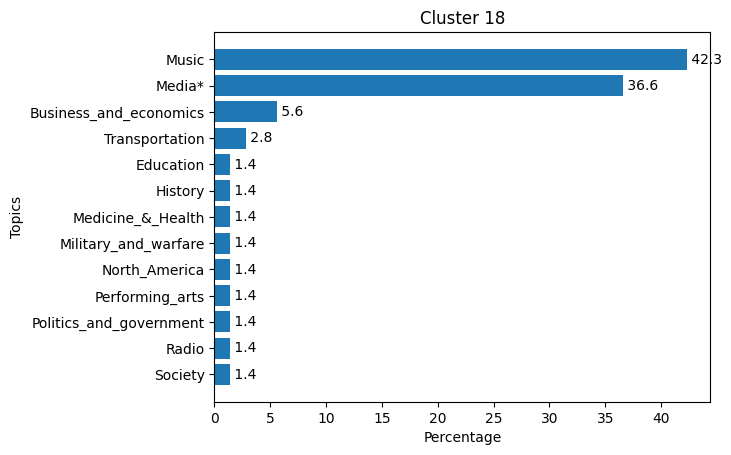 Cluster 18
Music 42.3
Media* 36.6
Business_and_economics 5.6
Transportation 2.8
Education 1.4
History 1.4
Medicine_&_Health 1.4
Military_and_warfare 1.4
North_America 1.4
Performing_arts 1.4
Politics_and_government 1.4
Radio 1.4
Society 1.4
Topics
0 5 10 15 20 25 30 35 40
Percentage